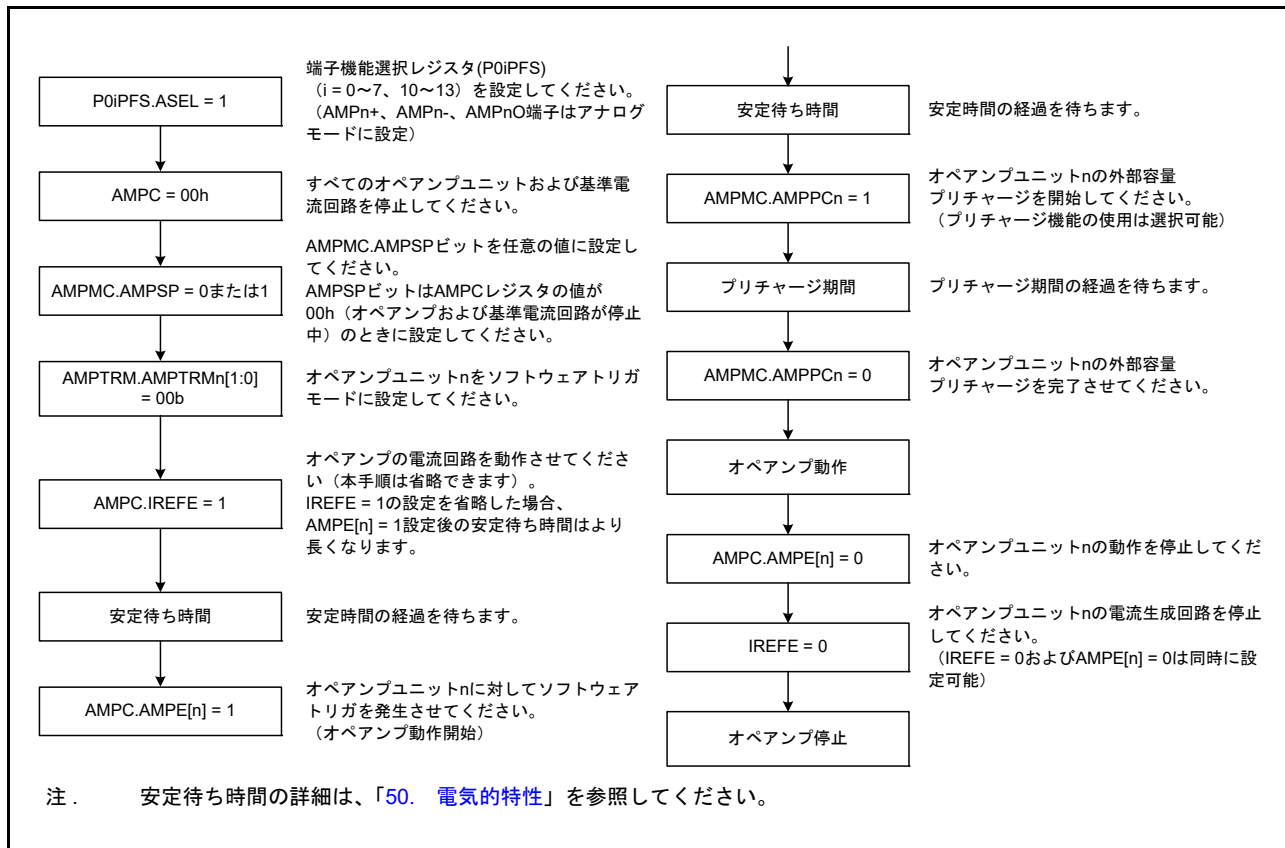 P0iPFS.ASEL = 1
端子機能選択レジスタ(P0iPFS)
（i = 0～7、10～13）を設定してください。
（AMPn+、AMPn-、AMPnO端子はアナログ
モードに設定）
AMPC = 00h
すべてのオペアンプユニットおよび基準電
流回路を停止してください。
AMPMC.AMPSP = 0または1
AMPMC.AMPSPビットを任意の値に設定し
てください。
AMPSPビットはAMPCレジスタの値が
00h（オペアンプおよび基準電流回路が停止
中）のときに設定してください。
AMPTRM.AMPTRMn[1:0]
= 00b
オペアンプユニットnをソフトウェアトリガ
モードに設定してください。
AMPC.IREFE = 1
オペアンプの電流回路を動作させてくださ
い（本手順は省略できます）。
IREFE = 1の設定を省略した場合、
AMPE[n] = 1設定後の安定待ち時間はより
長くなります。
安定待ち時間
安定時間の経過を待ちます。
AMPC.AMPE[n] = 1
オペアンプユニットnに対してソフトウェア
トリガを発生させてください。
（オペアンプ動作開始）
安定待ち時間
安定時間の経過を待ちます。
AMPMC.AMPPCn = 1
オペアンプユニットnの外部容量
プリチャージを開始してください。
（プリチャージ機能の使用は選択可能）
プリチャージ期間
プリチャージ期間の経過を待ちます。
AMPMC.AMPPCn = 0
オペアンプユニットnの外部容量
プリチャージを完了させてください。
オペアンプ動作
AMPC.AMPE[n] = 0
オペアンプユニットnの動作を停止してくだ
さい。
IREFE = 0
オペアンプユニットnの電流生成回路を停止
してください。
（IREFE = 0およびAMPE[n] = 0は同時に設
定可能）
オペアンプ停止
注． 安定待ち時間の詳細は、「50. 電気的特性」を参照してください。